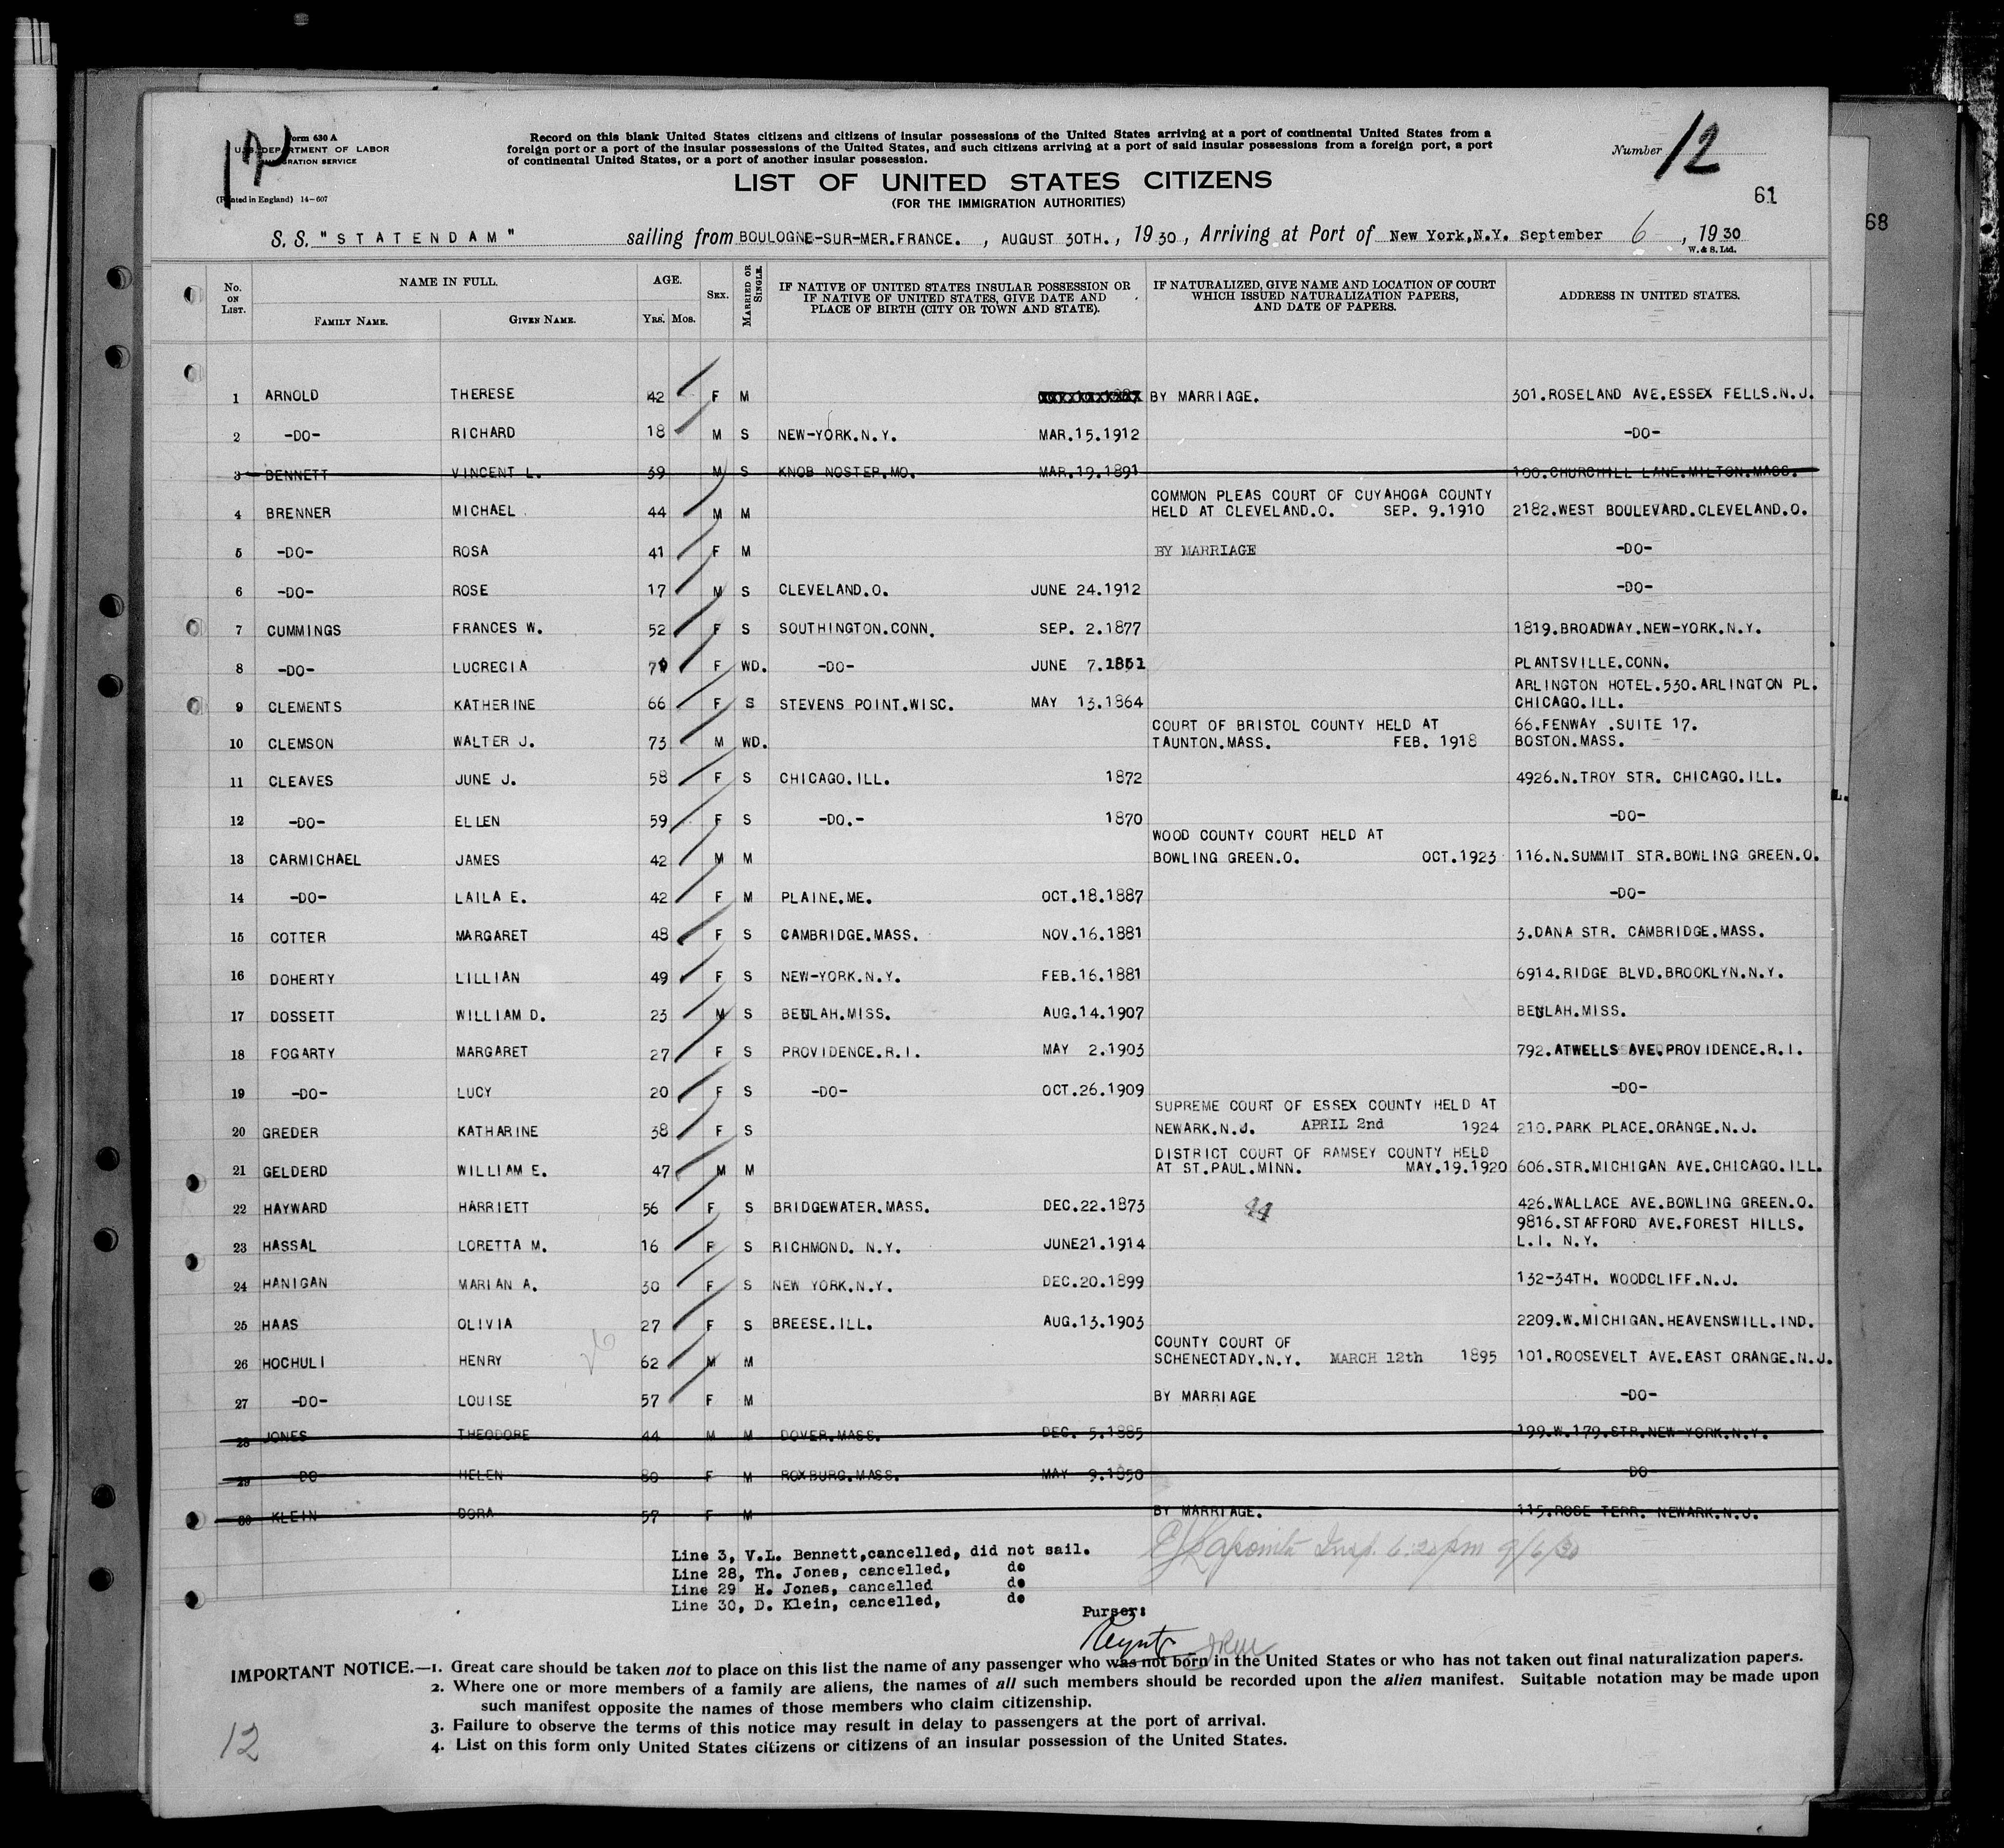 12
Form 630 A
U.S. DEPARTMENT OF LABOR
IMMIGRATION SERVICE
(Printed in England) 14-607
Record on this blank United States citizens and citizens of insular possessions of the United States arriving at a port of continental United States from a
foreign port or a port of the insular possessions of the United States, and such citizens arriving at a port of said insular possessions from a foreign port, a port
of continental United States, or a port of another insular possession.
Number 12
LIST OF UNITED STATES CITIZENS
(FOR THE IMMIGRATION AUTHORITIES)
61
68
S. S. "STATENDAM" sailing from BOULOGNE-SUR-MER.FRANCE. , AUGUST 30TH. , 1930 , Arriving at Port of New York,N.Y. September 6 , 1930
W. & S. Ltd.
No. ON LIST. NAME IN FULL. AGE. SEX. MARRIED OR SINGLE. IF NATIVE OF UNITED STATES INSULAR POSSESSION OR IF NATIVE OF UNITED STATES, GIVE DATE AND PLACE OF BIRTH (CITY OR TOWN AND STATE). IF NATURALIZED, GIVE NAME AND LOCATION OF COURT WHICH ISSUED NATURALIZATION PAPERS, AND DATE OF PAPERS. ADDRESS IN UNITED STATES.
FAMILY NAME. GIVEN NAME. YRS. MOS.
1 ARNOLD THERESE 42 F M BY MARRIAGE. 301.ROSELAND AVE.ESSEX FELLS.N.J.
2 -DO- RICHARD 18 M S NEW-YORK.N.Y. MAR.15.1912 -DO-
3 BENNETT VINCENT L. 39 M S KNOB NOSTER.MO. MAR.19.1891 100.CHURCHILL LANE.MILTON.MASS.
COMMON PLEAS COURT OF CUYAHOGA COUNTY
4 BRENNER MICHAEL 44 M M HELD AT CLEVELAND.O. SEP. 9.1910 2182.WEST BOULEVARD.CLEVELAND.O.
5 -DO- ROSA 41 F M BY MARRIAGE -DO-
6 -DO- ROSE 17 M S CLEVELAND.O. JUNE 24.1912 -DO-
7 CUMMINGS FRANCES W. 52 F S SOUTHINGTON.CONN. SEP. 2.1877 1819.BROADWAY.NEW-YORK.N.Y.
8 -DO- LUCRECIA F WD. -DO- JUNE 7.1851 PLANTSVILLE.CONN.
ARLINGTON HOTEL.530.ARLINGTON PL.
9 CLEMENTS KATHERINE 66 F S STEVENS POINT.WISC. MAY 13.1864 CHICAGO.ILL.
COURT OF BRISTOL COUNTY HELD AT 66.FENWAY .SUITE 17.
10 CLEMSON WALTER J. 73 M WD. TAUNTON.MASS. FEB. 1918 BOSTON.MASS.
11 CLEAVES JUNE J. 58 F S CHICAGO.ILL. 1872 4926.N.TROY STR. CHICAGO.ILL.
12 -DO- ELLEN 59 F S -DO.- 1870 -DO-
WOOD COUNTY COURT HELD AT
13 CARMICHAEL JAMES 42 M M BOWLING GREEN.O. OCT.1923 116.N.SUMMIT STR.BOWLING GREEN.O.
14 -DO- LAILA E. 42 F M PLAINE.ME. OCT.18.1887 -DO-
15 COTTER MARGARET 48 F S CAMBRIDGE.MASS. NOV.16.1881 3.DANA STR. CAMBRIDGE.MASS.
16 DOHERTY LILLIAN 49 F S NEW-YORK.N.Y. FEB.16.1881 6914.RIDGE BLVD.BROOKLYN.N.Y.
17 DOSSETT WILLIAM D. 23 M S BEULAH.MISS. AUG.14.1907 BEULAH.MISS.
18 FOGARTY MARGARET 27 F S PROVIDENCE.R.I. MAY 2.1903 792.ATWELLS AVE.PROVIDENCE.R.I.
19 -DO- LUCY 20 F S -DO- OCT.26.1909 -DO-
SUPREME COURT OF ESSEX COUNTY HELD AT
20 GREDER KATHARINE 38 F S NEWARK.N.J. APRIL 2nd 1924 210.PARK PLACE.ORANGE.N.J.
DISTRICT COURT OF RAMSEY COUNTY HELD
21 GELDERD WILLIAM E. 47 M M AT ST.PAUL.MINN. MAY.19.1920 606.STR.MICHIGAN AVE.CHICAGO.ILL.
22 HAYWARD HARRIETT 56 F S BRIDGEWATER.MASS. DEC.22.1873 44 426.WALLACE AVE.BOWLING GREEN.O.
9816.STAFFORD AVE.FOREST HILLS.
23 HASSAL LORETTA M. 16 F S RICHMOND. N.Y. JUNE21.1914 L.I. N.Y.
24 HANIGAN MARIAN A. 30 F S NEW YORK.N.Y. DEC.20.1899 132-34TH. WOODCLIFF.N.J.
25 HAAS OLIVIA 27 F S BREESE.ILL. AUG.13.1903 2209.W.MICHIGAN.HEAVENSWILL.IND.
26
COUNTY COURT OF
26 HOCHULI HENRY 62 M M SCHENECTADY.N.Y. MARCH 12th 1895 101.ROOSEVELT AVE.EAST ORANGE.N.J.
27 -DO- LOUISE 57 F M BY MARRIAGE -DO-
28 JONES THEODORE 44 M M DOVER.MASS. DEC. 5.1885 199.W.179.STR.NEW YORK.N.Y.
29 DO HELEN 80 F M ROXBURG.MASS. MAY 9.1850 DO
30 KLEIN DORA 57 F M BY MARRIAGE. 115.ROSE TERR. NEWARK.N.J.
Insp. 6:20 pm 9/6/30
Line 3, V.L. Bennett,cancelled, did not sail.
Line 28, Th. Jones, cancelled, do
Line 29 H. Jones, cancelled do
Line 30, D. Klein, cancelled, do
Purser:
IMPORTANT NOTICE.—1. Great care should be taken not to place on this list the name of any passenger who was not born in the United States or who has not taken out final naturalization papers.
2. Where one or more members of a family are aliens, the names of all such members should be recorded upon the alien manifest. Suitable notation may be made upon
such manifest opposite the names of those members who claim citizenship.
3. Failure to observe the terms of this notice may result in delay to passengers at the port of arrival.
4. List on this form only United States citizens or citizens of an insular possession of the United States.
12